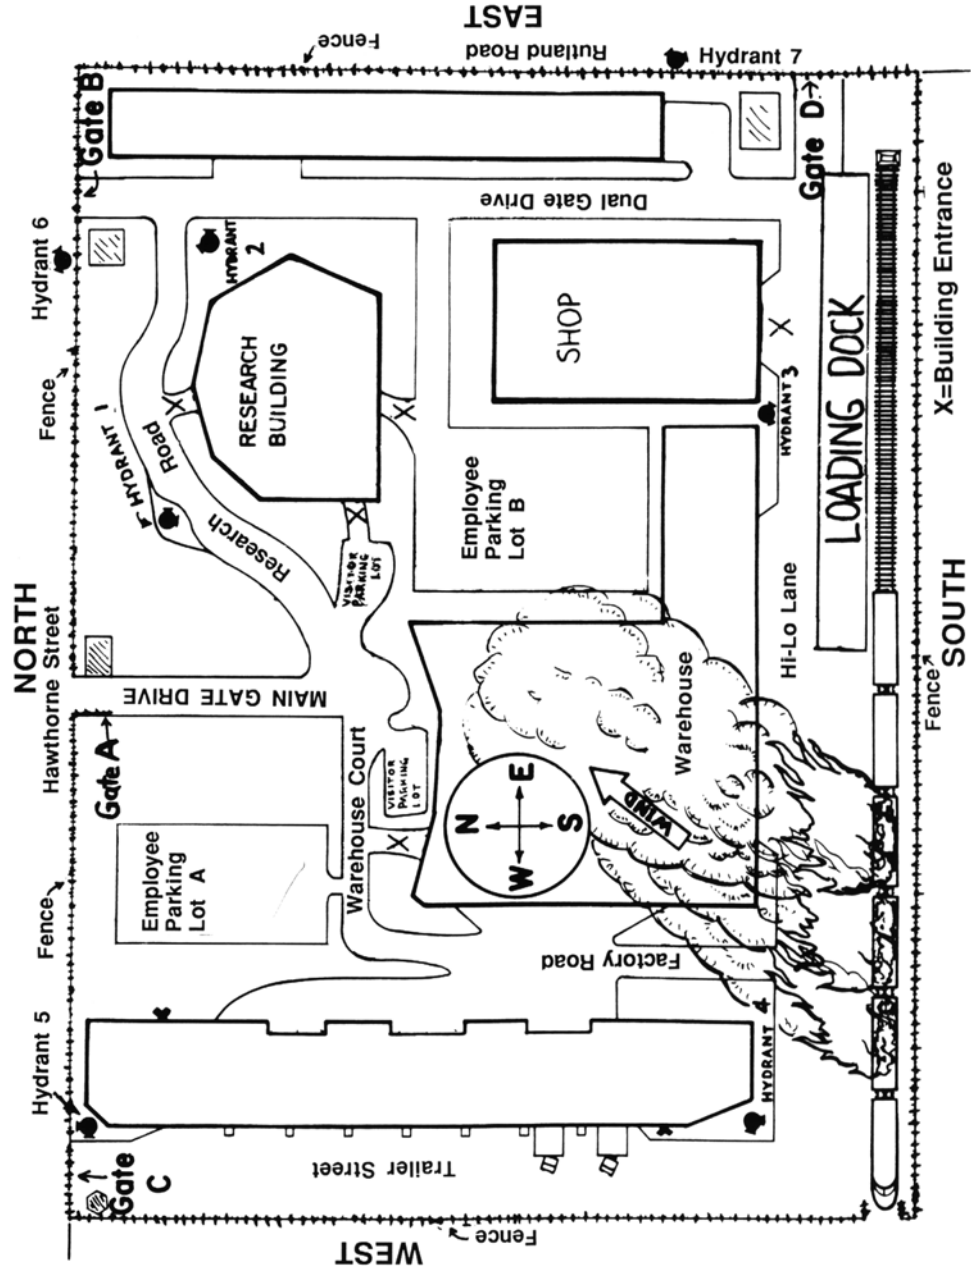 EAST
Fence
Rutland Road
Hydrant 7
Gate B
Gate D
Dual Gate Drive
Hydrant 6
HYDRANT
2
RESEARCH
BUILDING
SHOP
X
X
X
X
Fence
HYDRANT 1
Research
Road
HYDRANT 3
LOADING DOCK
X=Building Entrance
Employee
Parking
Lot B
VISITOR
PARKING
LOT
NORTH
Hawthorne Street
MAIN GATE DRIVE
Hi-Lo Lane
SOUTH
Fence
Warehouse
Gate A
Warehouse Court
VISITOR
PARKING
LOT
X
N
E
S
W
WIND
Employee
Parking
Lot A
Fence
Factory Road
Hydrant 5
X
HYDRANT 4
X
Trailer Street
Gate
C
Fence
WEST